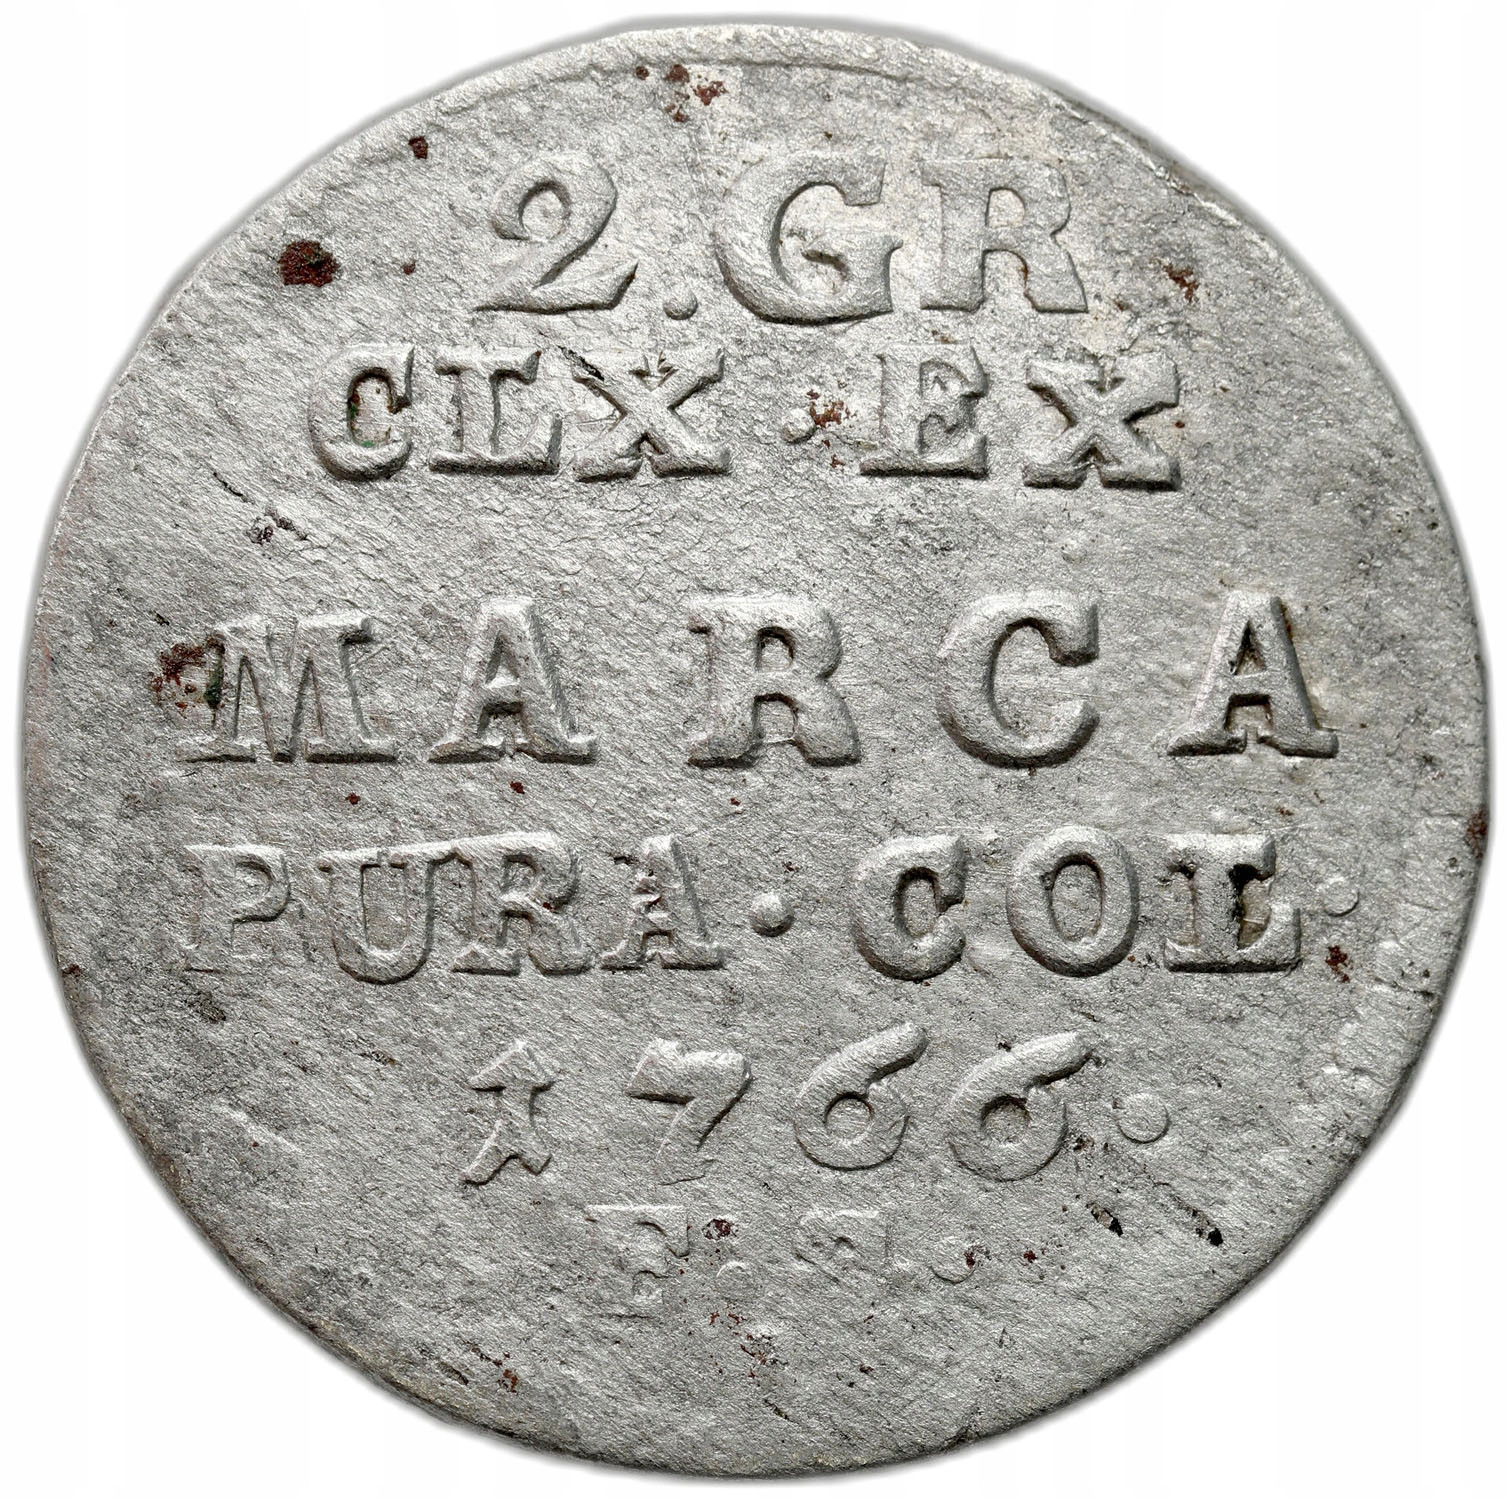 2. GR
CLX · EX
MARCA
PURA · COL ·
1766 ·
F. S.